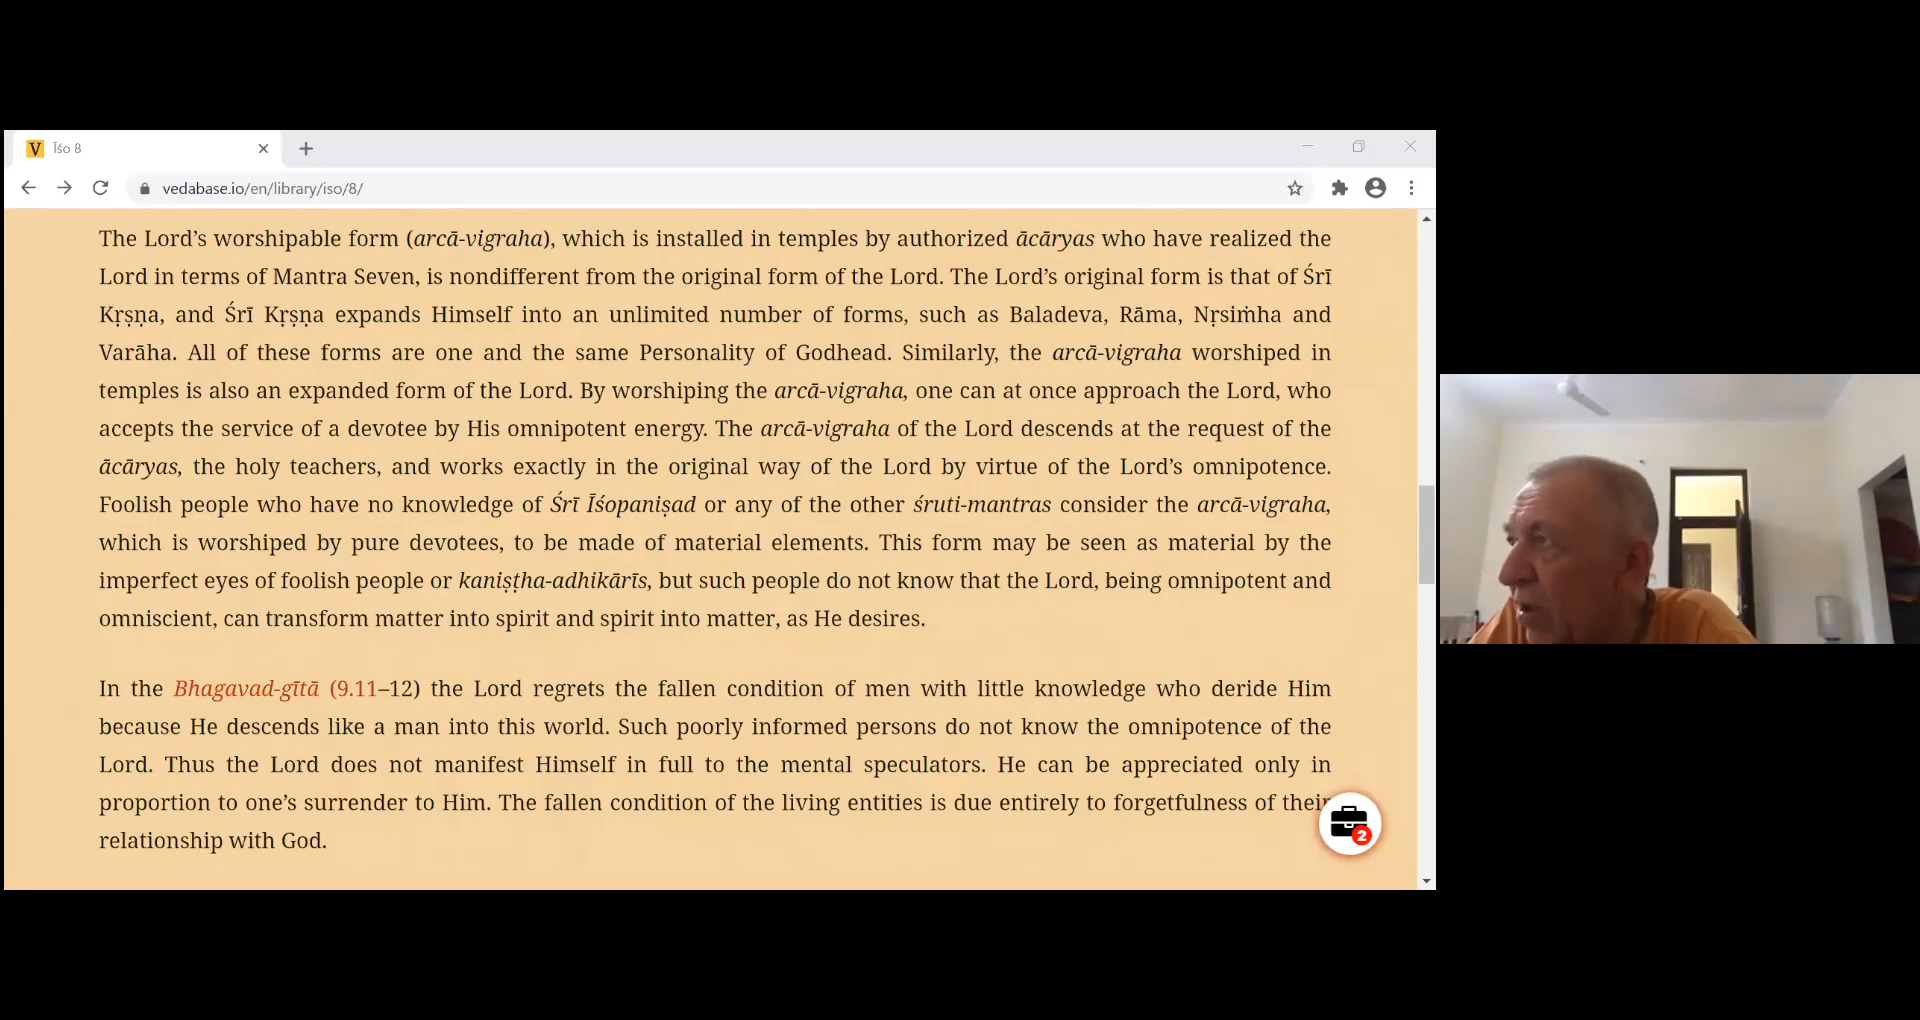 Īśo 8
vedabase.io/en/library/iso/8/
The Lord’s worshipable form (arcā-vigraha), which is installed in temples by authorized ācāryas who have realized the
Lord in terms of Mantra Seven, is nondifferent from the original form of the Lord. The Lord’s original form is that of Śrī
Kṛṣṇa, and Śrī Kṛṣṇa expands Himself into an unlimited number of forms, such as Baladeva, Rāma, Nṛsiṁha and
Varāha. All of these forms are one and the same Personality of Godhead. Similarly, the arcā-vigraha worshiped in
temples is also an expanded form of the Lord. By worshiping the arcā-vigraha, one can at once approach the Lord, who
accepts the service of a devotee by His omnipotent energy. The arcā-vigraha of the Lord descends at the request of the
ācāryas, the holy teachers, and works exactly in the original way of the Lord by virtue of the Lord’s omnipotence.
Foolish people who have no knowledge of Śrī Īśopaniṣad or any of the other śruti-mantras consider the arcā-vigraha,
which is worshiped by pure devotees, to be made of material elements. This form may be seen as material by the
imperfect eyes of foolish people or kaniṣṭha-adhikārīs, but such people do not know that the Lord, being omnipotent and
omniscient, can transform matter into spirit and spirit into matter, as He desires.
In the Bhagavad-gītā (9.11–12) the Lord regrets the fallen condition of men with little knowledge who deride Him
because He descends like a man into this world. Such poorly informed persons do not know the omnipotence of the
Lord. Thus the Lord does not manifest Himself in full to the mental speculators. He can be appreciated only in
proportion to one’s surrender to Him. The fallen condition of the living entities is due entirely to forgetfulness of their
relationship with God.
2